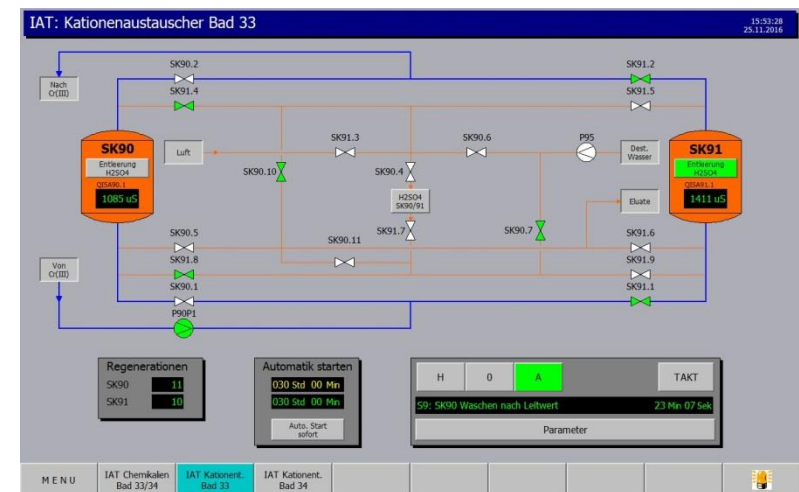 IAT: Kationenaustauscher Bad 33
15:53:28
25.11.2016
SK90.2
SK91.2
Nach
Cr(III)
SK91.4
SK91.5
SK90
Entleerung
H2SO4
QISA90.1
1085 uS
Luft
SK91.3
SK90.6
P95
Dest.
Wasser
SK91
Entleerung
H2SO4
QISA91.1
1411 uS
SK90.10
SK90.4
H2SO4
SK90/91
Eluate
SK90.5
SK90.11
SK91.7
SK90.7
SK91.6
Von
Cr(III)
SK91.8
SK91.9
SK90.1
SK91.1
P90P1
Regenerationen
SK90 11
SK91 10
Automatik starten
030 Std 00 Min
030 Std 00 Min
Auto. Start
sofort
H 0 A TAKT
S9: SK90 Waschen nach Leitwert 23 Min 07 Sek
Parameter
MENU
IAT Chemikalen
Bad 33/34
IAT Kationent.
Bad 33
IAT Kationent.
Bad 34